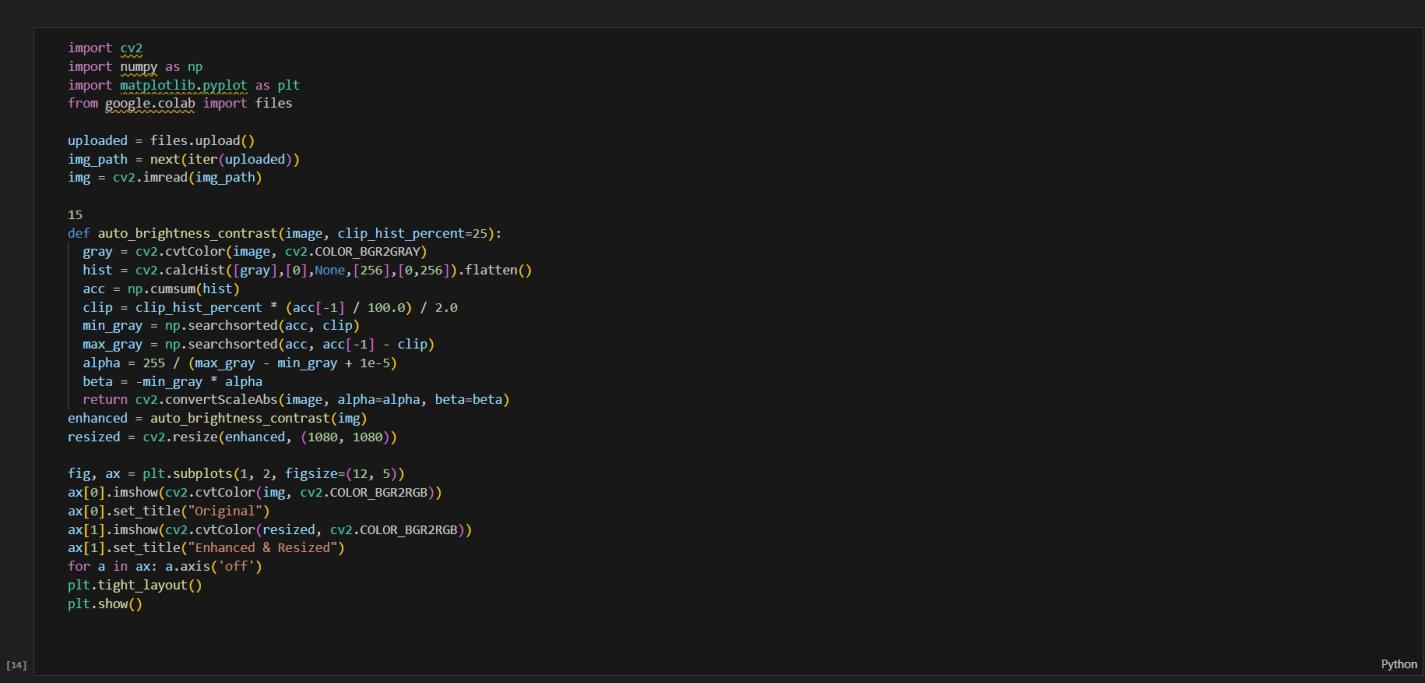 import cv2
import numpy as np
import matplotlib.pyplot as plt
from google.colab import files

uploaded = files.upload()
img_path = next(iter(uploaded))
img = cv2.imread(img_path)

15
def auto_brightness_contrast(image, clip_hist_percent=25):
  gray = cv2.cvtColor(image, cv2.COLOR_BGR2GRAY)
  hist = cv2.calcHist([gray],[0],None,[256],[0,256]).flatten()
  acc = np.cumsum(hist)
  clip = clip_hist_percent * (acc[-1] / 100.0) / 2.0
  min_gray = np.searchsorted(acc, clip)
  max_gray = np.searchsorted(acc, acc[-1] - clip)
  alpha = 255 / (max_gray - min_gray + 1e-5)
  beta = -min_gray * alpha
  return cv2.convertScaleAbs(image, alpha=alpha, beta=beta)
enhanced = auto_brightness_contrast(img)
resized = cv2.resize(enhanced, (1080, 1080))

fig, ax = plt.subplots(1, 2, figsize=(12, 5))
ax[0].imshow(cv2.cvtColor(img, cv2.COLOR_BGR2RGB))
ax[0].set_title("Original")
ax[1].imshow(cv2.cvtColor(resized, cv2.COLOR_BGR2RGB))
ax[1].set_title("Enhanced & Resized")
for a in ax: a.axis('off')
plt.tight_layout()
plt.show()
[14]
Python